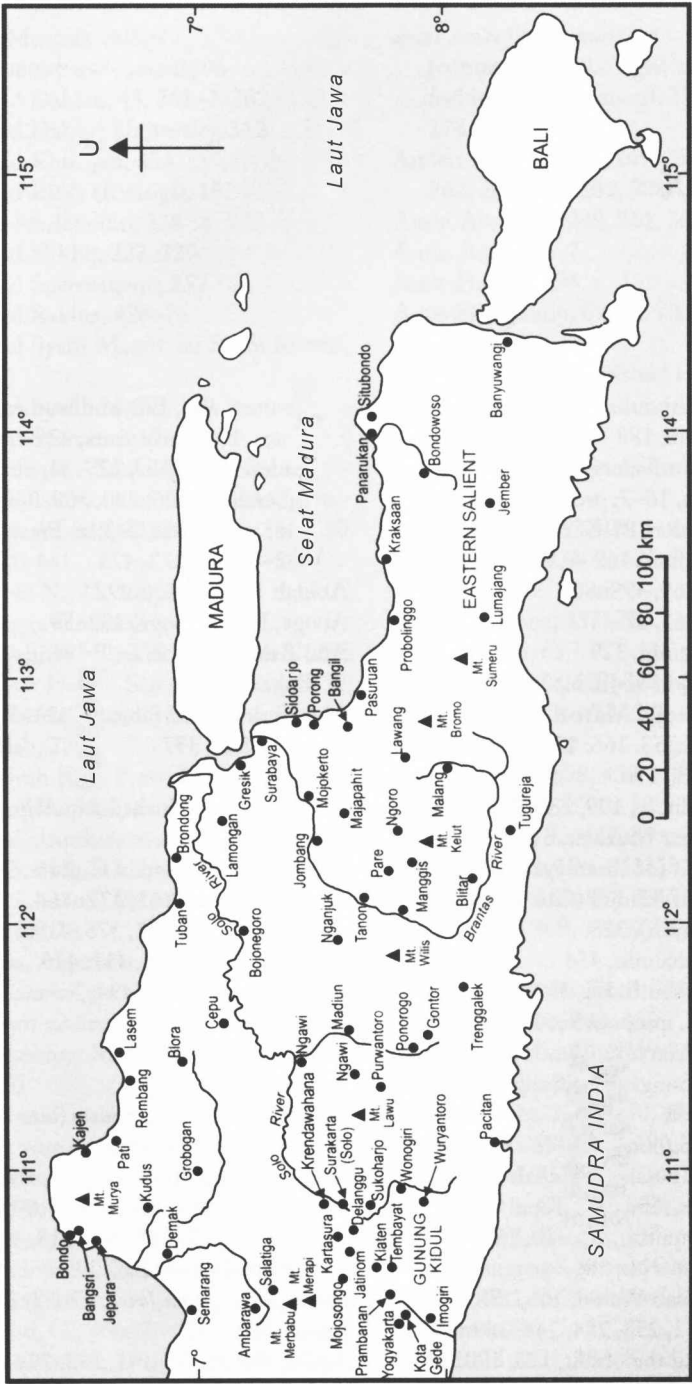 111°
112°
113°
114°
115°
7°
7°
8°
8°
U
Laut Jawa
Laut Jawa
Selat Madura
SAMUDRA INDIA
MADURA
BALI
EASTERN SALIENT
GUNUNG
KIDUL
Bondo
Bangsri
Jepara
Kajen
Mt.
Murya
Pati
Kudus
Demak
Semarang
Lasem
Rembang
Blora
Grobogan
Ambarawa
Salatiga
Mt.
Merbabu
Mt.
Merapi
Cepu
Tuban
Brondong
Solo
River
Bojonegoro
Lamongan
Gresik
Surabaya
Sidoarjo
Porong
Bangil
Pasuruan
Probolinggo
Kraksaan
Panarukan
Situbondo
Bondowoso
Jember
Banyuwangi
Lumajang
Mt.
Sumeru
Mt.
Bromo
Lawang
Malang
Mojokerto
Majapahit
Jombang
Ngoro
Mt.
Kelut
Pare
Manggis
Blitar
Tugureja
Brantas
River
Nganjuk
Tanon
Mt.
Wilis
Trenggalek
Ngawi
Madiun
Ngawi
Purwantoro
Ponorogo
Gontor
Mt.
Lawu
Solo
River
Krendawahana
Surakarta
(Solo)
Kartasura
Delanggu
Sukoharjo
Wonogiri
Wuryantoro
Mojosongo
Jatinom
Klaten
Tembayat
Prambanan
Yogyakarta
Kota
Gede
Imogiri
Pacitan
0 20 40 60 80 100 km
111°
112°
113°
114°
115°